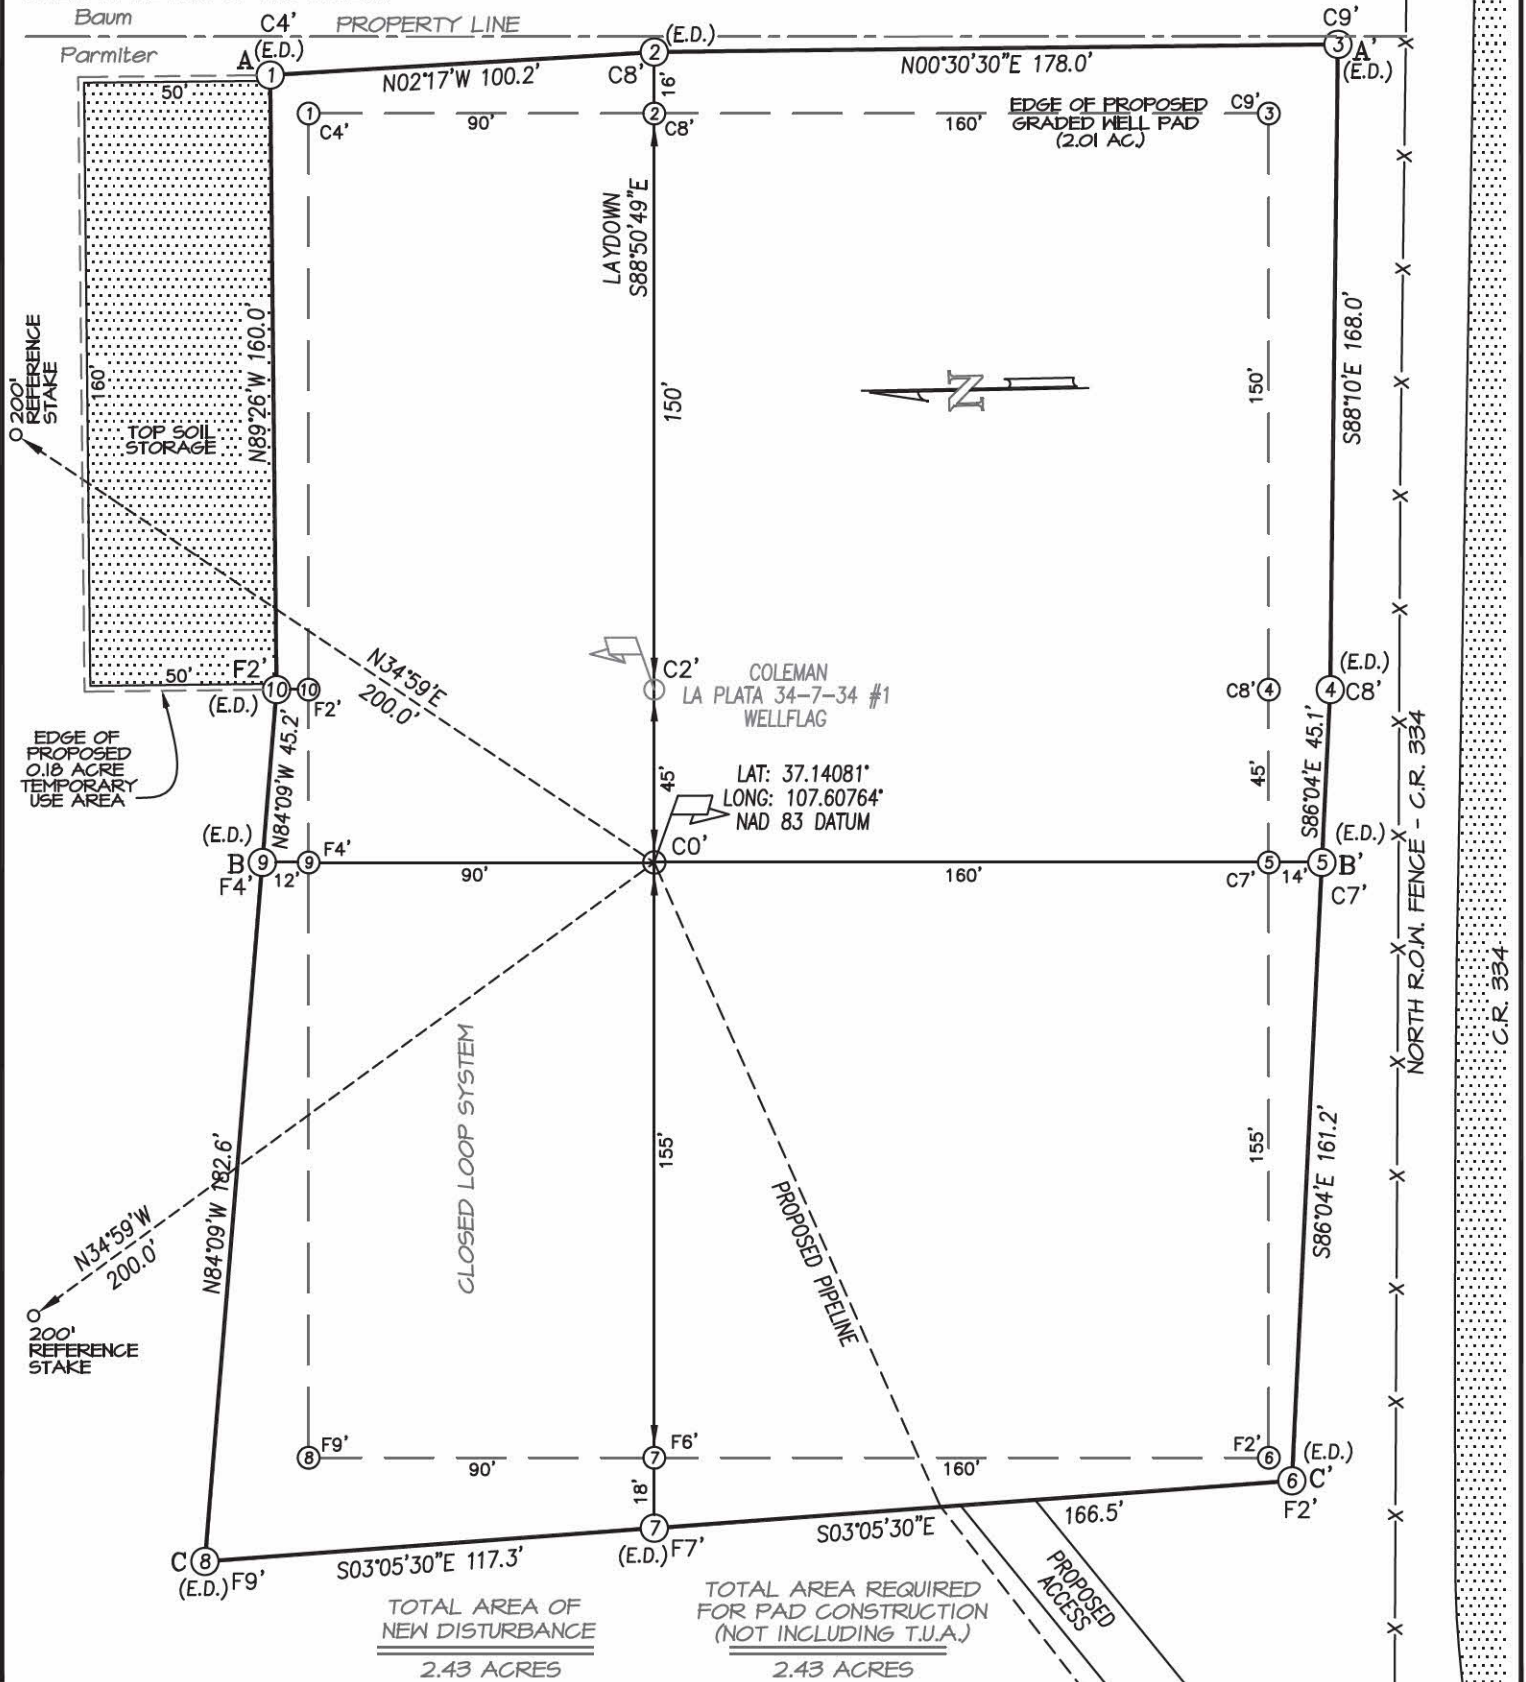 Baum
C4'
PROPERTY LINE
C9'
Parmiter
A
(E.D.)
1
N02°17'W 100.2'
2
(E.D.)
C8'
16'
N00°30'30"E 178.0'
3
A'
(E.D.)
50'
1
C4'
90'
2
C8'
160'
EDGE OF PROPOSED
GRADED WELL PAD
(2.01 AC.)
C9'
3
LAYDOWN
S88°50'49"E
150'
N89°26'W 160.0'
160'
TOP SOIL
STORAGE
200'
REFERENCE
STAKE
N
150'
S88°10'E 168.0'
50'
F2'
10
(E.D.)
10
F2'
N34°59'E
200.0'
C2'
COLEMAN
LA PLATA 34-7-34 #1
WELLFLAG
C8'
4
(E.D.)
4
C8'
EDGE OF
PROPOSED
0.18 ACRE
TEMPORARY
USE AREA
N84°09'W 45.2'
45'
LAT: 37.14081°
LONG: 107.60764°
NAD 83 DATUM
45'
S86°04'E 45.1'
(E.D.)
B
9
F4'
12'
9
F4'
90'
C0'
160'
C7'
5
14'
(E.D.)
5
B'
C7'
NORTH R.O.W. FENCE - C.R. 334
C.R. 334
CLOSED LOOP SYSTEM
155'
PROPOSED PIPELINE
155'
S86°04'E 161.2'
N84°09'W 182.6'
N34°59'W
200.0'
200'
REFERENCE
STAKE
8
F9'
90'
7
F6'
160'
F2'
6
(E.D.)
6
C'
F2'
18'
7
(E.D.)
F7'
S03°05'30"E
166.5'
C
8
(E.D.)
F9'
S03°05'30"E 117.3'
PROPOSED
ACCESS
TOTAL AREA OF
NEW DISTURBANCE
2.43 ACRES
TOTAL AREA REQUIRED
FOR PAD CONSTRUCTION
(NOT INCLUDING T.U.A.)
2.43 ACRES